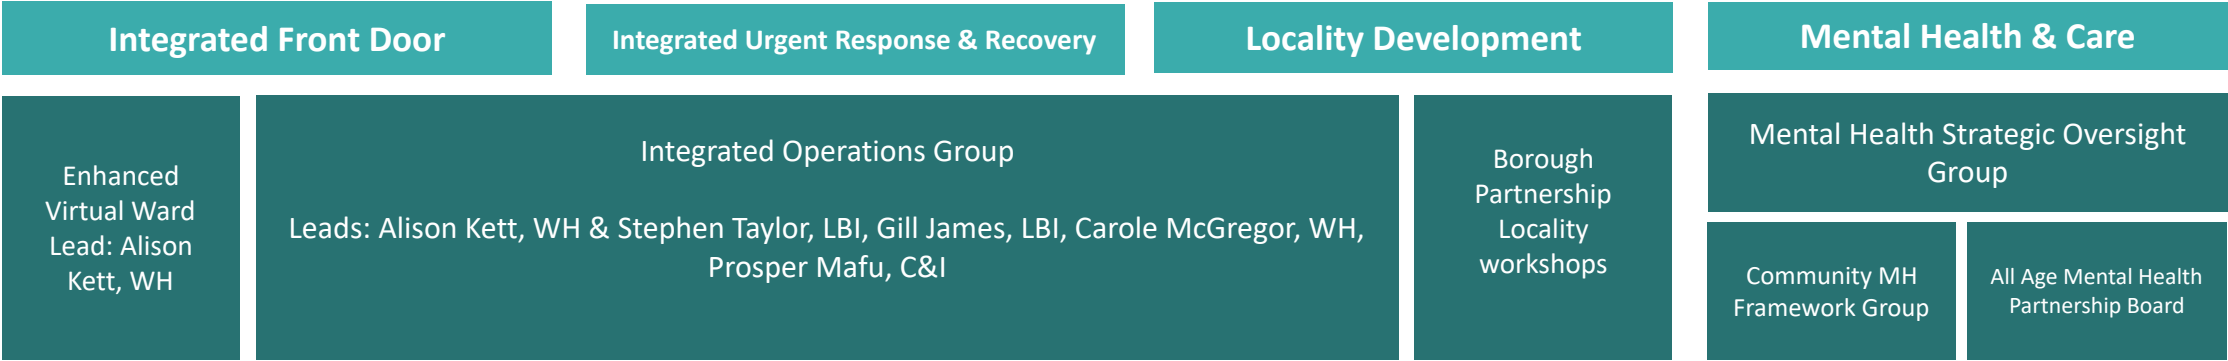 Integrated Front Door
Integrated Urgent Response & Recovery
Locality Development
Mental Health & Care
Enhanced
Virtual Ward
Lead: Alison
Kett, WH
Integrated Operations Group
Leads: Alison Kett, WH & Stephen Taylor, LBI, Gill James, LBI, Carole McGregor, WH,
Prosper Mafu, C&I
Borough
Partnership
Locality
workshops
Mental Health Strategic Oversight
Group
Community MH
Framework Group
All Age Mental Health
Partnership Board